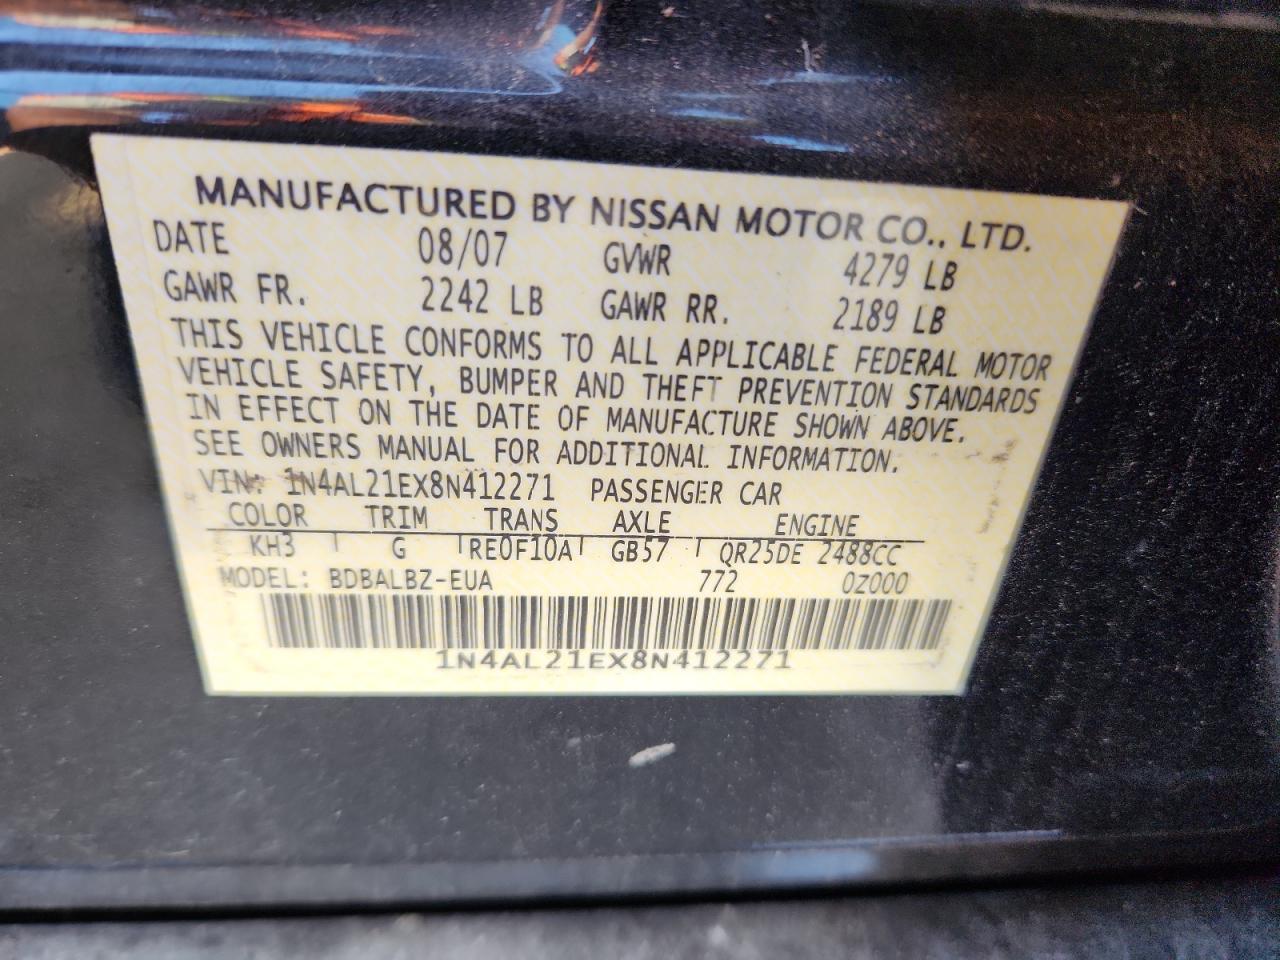 MANUFACTURED BY NISSAN MOTOR CO., LTD.
DATE 08/07 GVWR 4279 LB
GAWR FR. 2242 LB GAWR RR. 2189 LB
THIS VEHICLE CONFORMS TO ALL APPLICABLE FEDERAL MOTOR
VEHICLE SAFETY, BUMPER AND THEFT PREVENTION STANDARDS
IN EFFECT ON THE DATE OF MANUFACTURE SHOWN ABOVE.
SEE OWNERS MANUAL FOR ADDITIONAL INFORMATION.
VIN: 1N4AL21EX8N412271 PASSENGER CAR
COLOR TRIM TRANS AXLE ENGINE
KH3 G RE0F10A GB57 QR25DE 2488CC
MODEL: BDBALBZ-EUA 772 0Z000
1N4AL21EX8N412271